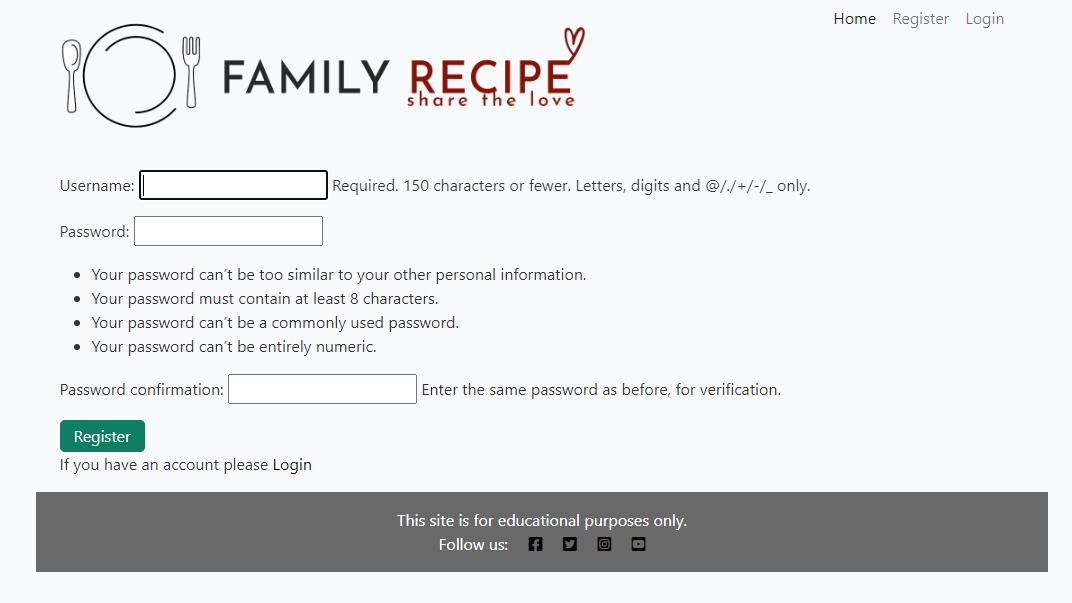 Home Register Login
FAMILY RECIPE
share the love
Username: Required. 150 characters or fewer. Letters, digits and @/./+/-/_ only.
Password:
Your password can't be too similar to your other personal information.
Your password must contain at least 8 characters.
Your password can't be a commonly used password.
Your password can't be entirely numeric.
Password confirmation: Enter the same password as before, for verification.
Register
If you have an account please Login
This site is for educational purposes only.
Follow us: